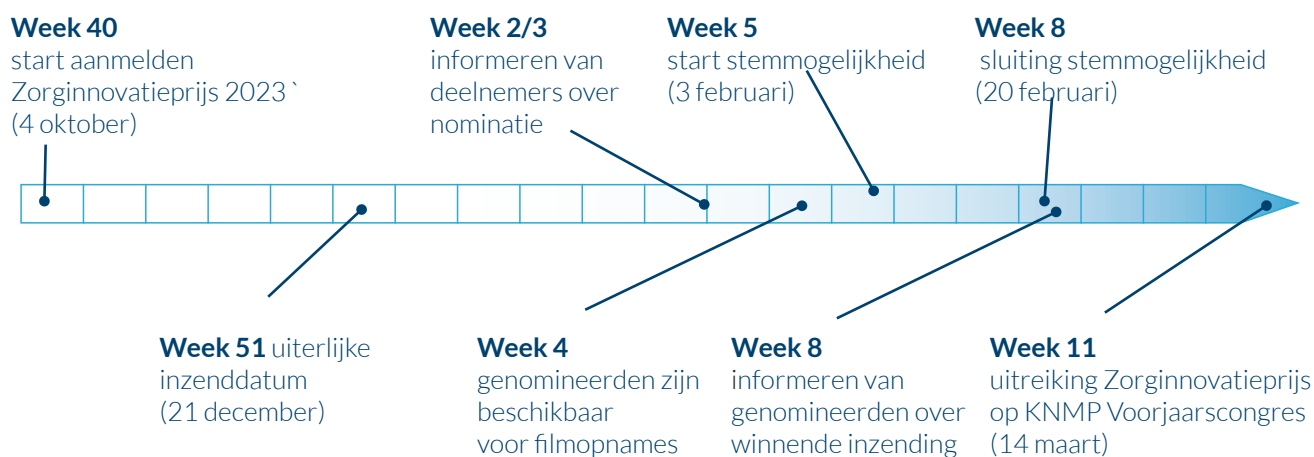 Week 40
start aanmelden
Zorginnovatieprijs 2023 `
(4 oktober)
Week 2/3
informeren van
deelnemers over
nominatie
Week 5
start stemmogelijkheid
(3 februari)
Week 8
sluiting stemmogelijkheid
(20 februari)
Week 51 uiterlijke
inzenddatum
(21 december)
Week 4
genomineerden zijn
beschikbaar
voor filmopnames
Week 8
informeren van
genomineerden over
winnende inzending
Week 11
uitreiking Zorginnovatieprijs
op KNMP Voorjaarscongres
(14 maart)